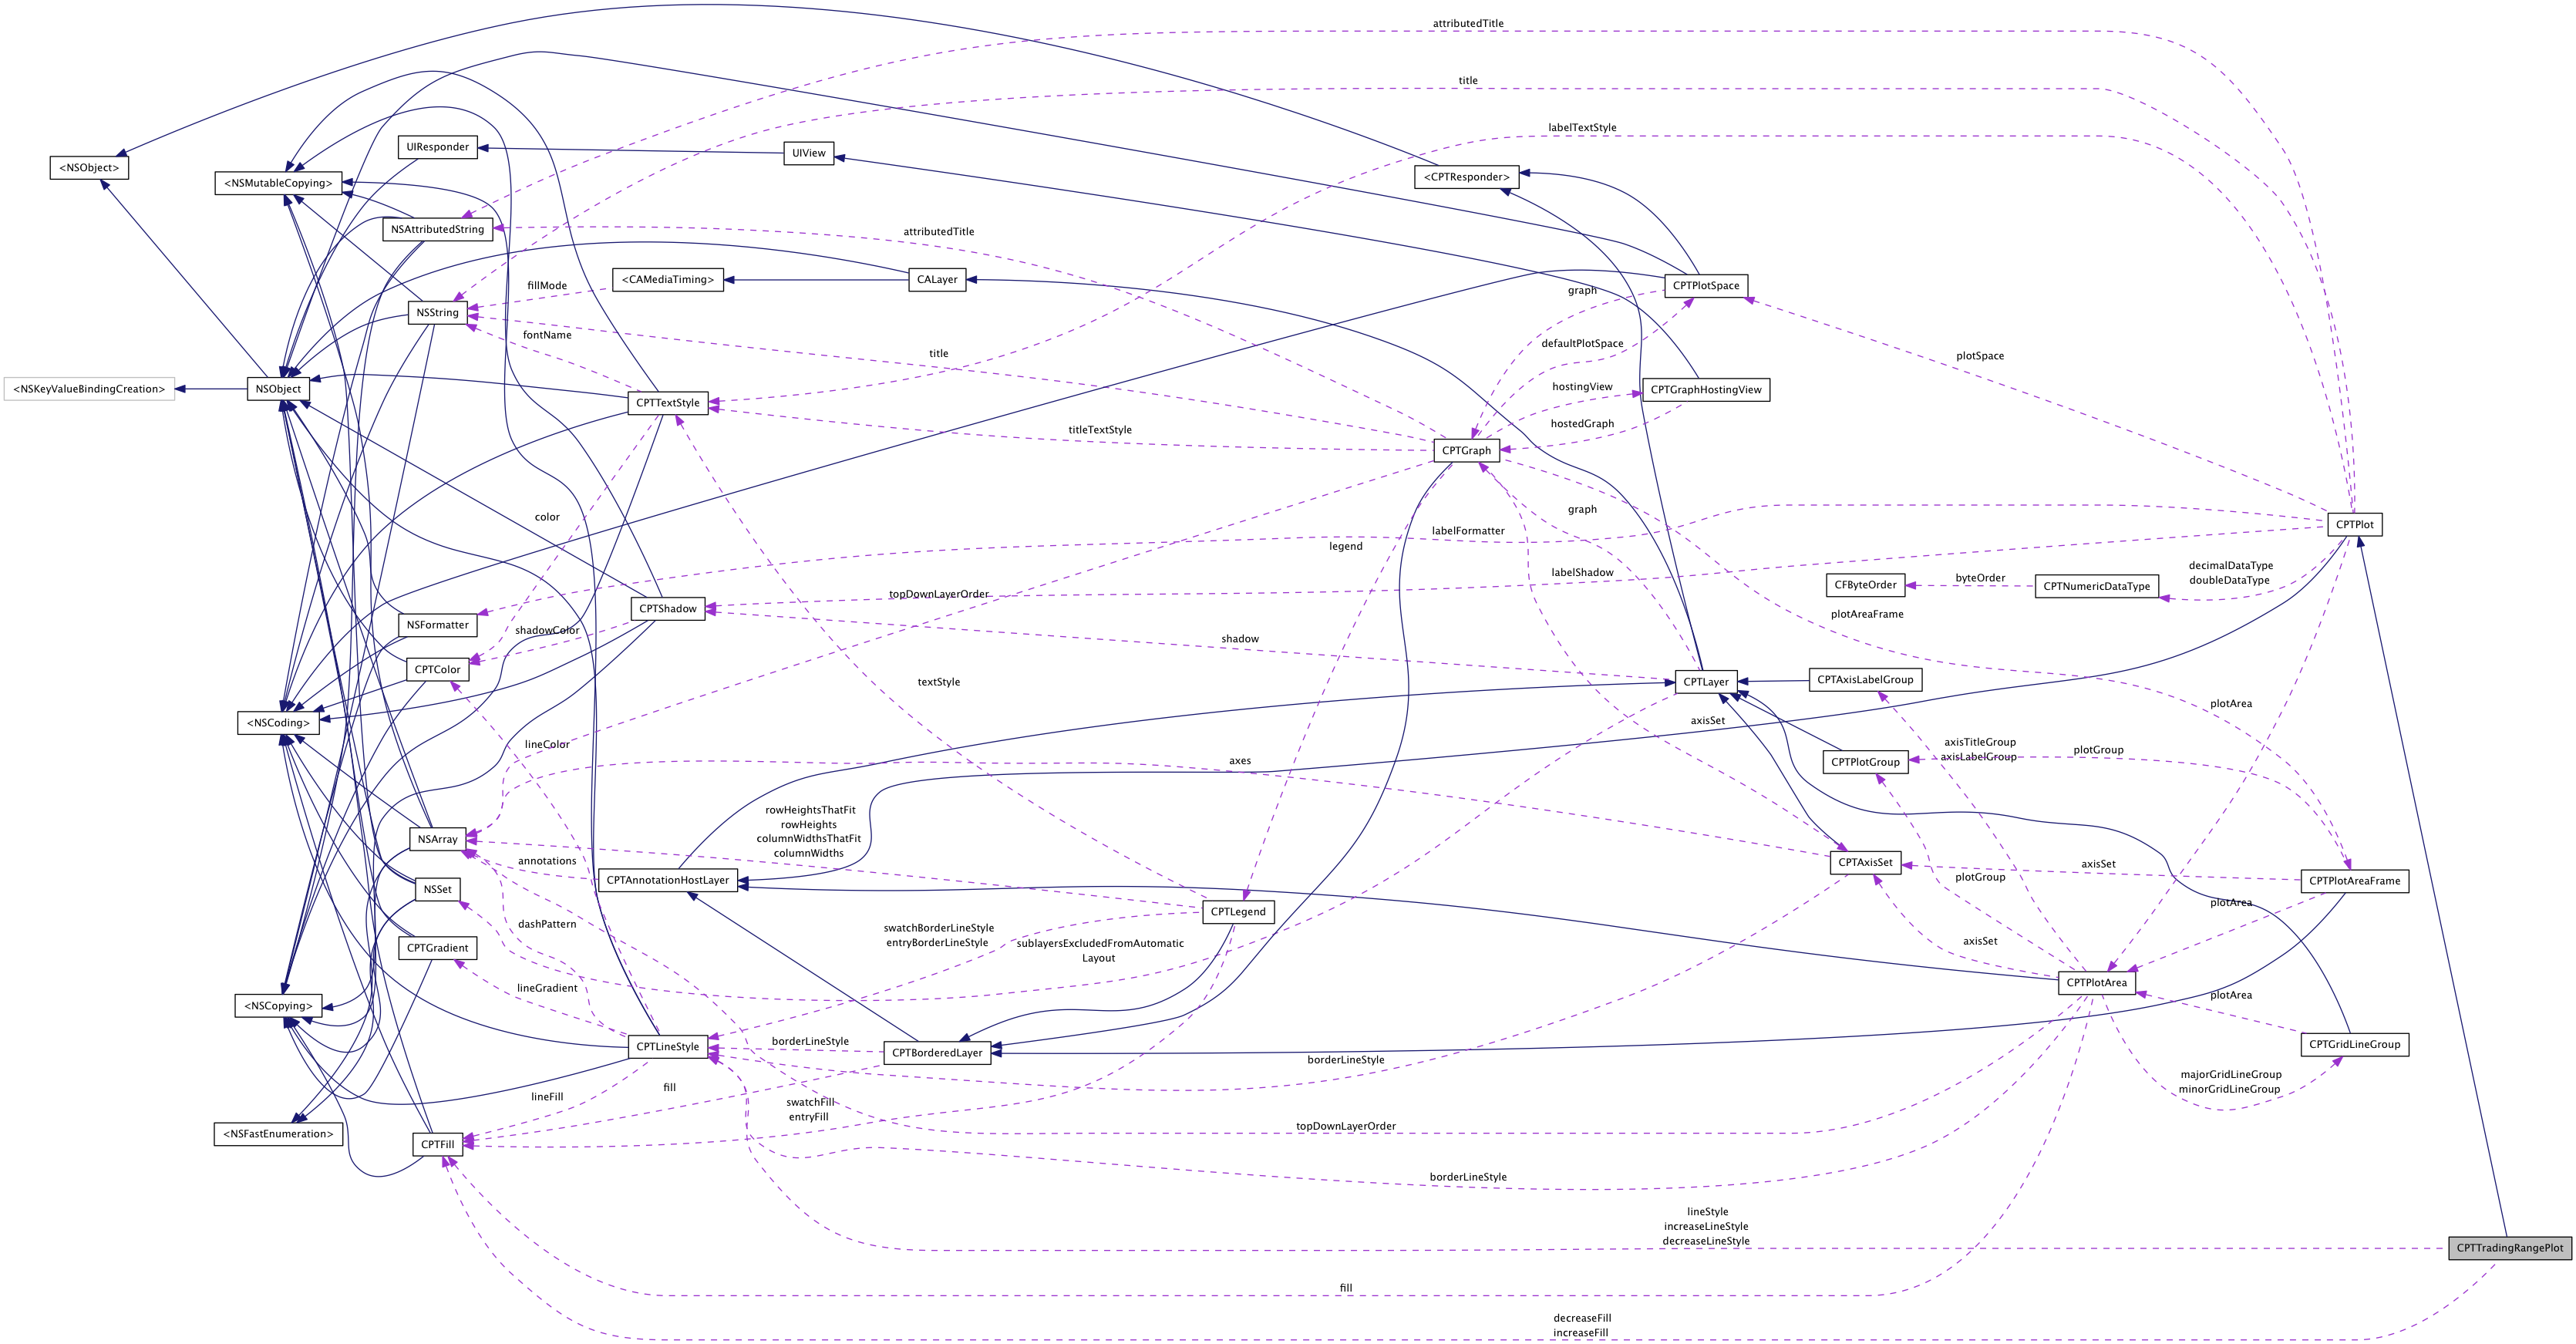 attributedTitle
title
labelTextStyle
UIResponder
UIView
<NSObject>
<CPTResponder>
<NSMutableCopying>
NSAttributedString
attributedTitle
<CAMediaTiming>
CALayer
fillMode
graph
CPTPlotSpace
NSString
fontName
title
defaultPlotSpace
plotSpace
<NSKeyValueBindingCreation>
NSObject
CPTTextStyle
hostingView
CPTGraphHostingView
titleTextStyle
hostedGraph
CPTGraph
color
graph
labelFormatter
legend
CPTPlot
labelShadow
decimalDataType
doubleDataType
byteOrder
CFByteOrder
CPTNumericDataType
topDownLayerOrder
CPTShadow
plotAreaFrame
NSFormatter
shadowColor
shadow
CPTColor
textStyle
CPTLayer
CPTAxisLabelGroup
plotArea
<NSCoding>
axisSet
lineColor
axisTitleGroup
axisLabelGroup
plotGroup
axes
CPTPlotGroup
rowHeightsThatFit
rowHeights
columnWidthsThatFit
columnWidths
NSArray
annotations
CPTAxisSet
axisSet
CPTAnnotationHostLayer
NSSet
plotGroup
CPTPlotAreaFrame
plotArea
CPTLegend
dashPattern
swatchBorderLineStyle
entryBorderLineStyle
sublayersExcludedFromAutomatic
Layout
axisSet
CPTGradient
lineGradient
CPTPlotArea
plotArea
<NSCopying>
CPTLineStyle
borderLineStyle
CPTBorderedLayer
borderLineStyle
CPTGridLineGroup
majorGridLineGroup
minorGridLineGroup
fill
lineFill
swatchFill
entryFill
<NSFastEnumeration>
CPTFill
topDownLayerOrder
borderLineStyle
lineStyle
increaseLineStyle
decreaseLineStyle
CPTTradingRangePlot
fill
decreaseFill
increaseFill